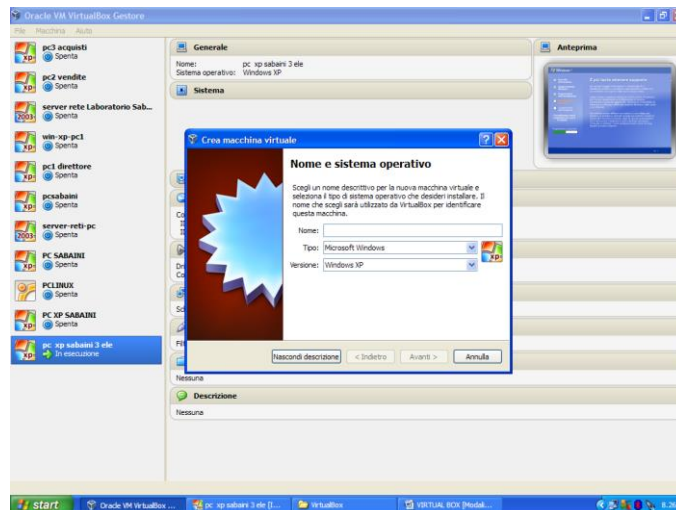 Oracle VM VirtualBox Gestore
File Macchina Aiuto
pc3 acquisti
Spenta
pc2 vendite
Spenta
server rete Laboratorio Sab...
Spenta
win-xp-pc1
Spenta
pc1 direttore
Spenta
pcsabaini
Spenta
server-reti-pc
Spenta
PC SABAINI
Spenta
PCLINUX
Spenta
PC XP SABAINI
Spenta
pc xp sabaini 3 ele
In esecuzione
Generale
Nome: pc xp sabaini 3 ele
Sistema operativo: Windows XP
Sistema
Anteprima
Crea macchina virtuale
Nome e sistema operativo
Scegli un nome descrittivo per la nuova macchina virtuale e
seleziona il tipo di sistema operativo che desideri installare. Il
nome che scegli sarà utilizzato da VirtualBox per identificare
questa macchina.
Nome:
Tipo: Microsoft Windows
Versione: Windows XP
Nascondi descrizione < Indietro Avanti > Annulla
Nessuna
Descrizione
Nessuna
start
Oracle VM VirtualBox ...
pc xp sabaini 3 ele [I...
VirtualBox
VIRTUAL BOX [Modali...
8.26